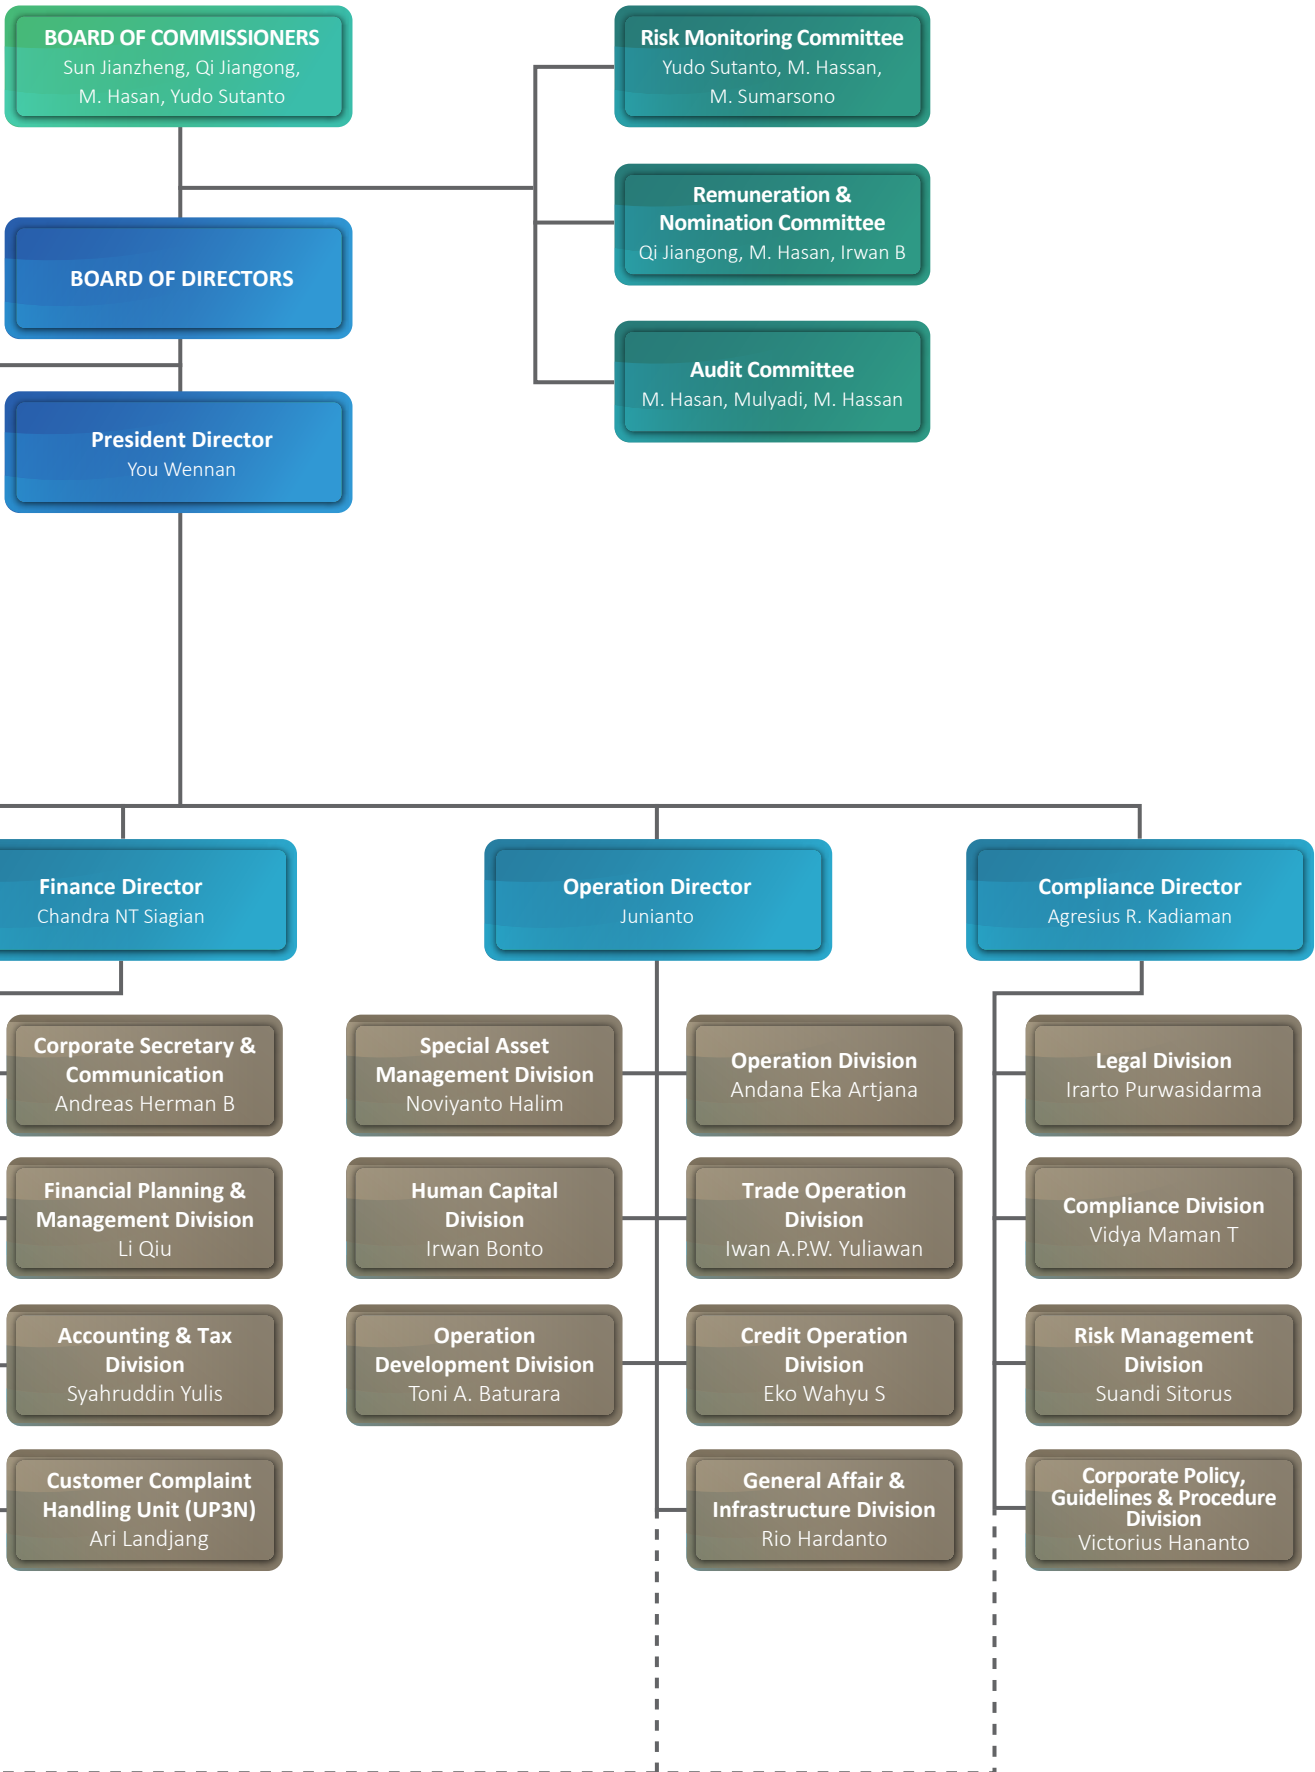 BOARD OF COMMISSIONERS
Sun Jianzheng, Qi Jiangong,
M. Hasan, Yudo Sutanto
Risk Monitoring Committee
Yudo Sutanto, M. Hassan,
M. Sumarsono
Remuneration &
Nomination Committee
Qi Jiangong, M. Hasan, Irwan B
BOARD OF DIRECTORS
Audit Committee
M. Hasan, Mulyadi, M. Hassan
President Director
You Wennan
Finance Director
Chandra NT Siagian
Operation Director
Junianto
Compliance Director
Agresius R. Kadiaman
Corporate Secretary &
Communication
Andreas Herman B
Special Asset
Management Division
Noviyanto Halim
Operation Division
Andana Eka Artjana
Legal Division
Irarto Purwasidarma
Financial Planning &
Management Division
Li Qiu
Human Capital
Division
Irwan Bonto
Trade Operation
Division
Iwan A.P.W. Yuliawan
Compliance Division
Vidya Maman T
Accounting & Tax
Division
Syahruddin Yulis
Operation
Development Division
Toni A. Baturara
Credit Operation
Division
Eko Wahyu S
Risk Management
Division
Suandi Sitorus
Customer Complaint
Handling Unit (UP3N)
Ari Landjang
General Affair &
Infrastructure Division
Rio Hardanto
Corporate Policy,
Guidelines & Procedure
Division
Victorius Hananto